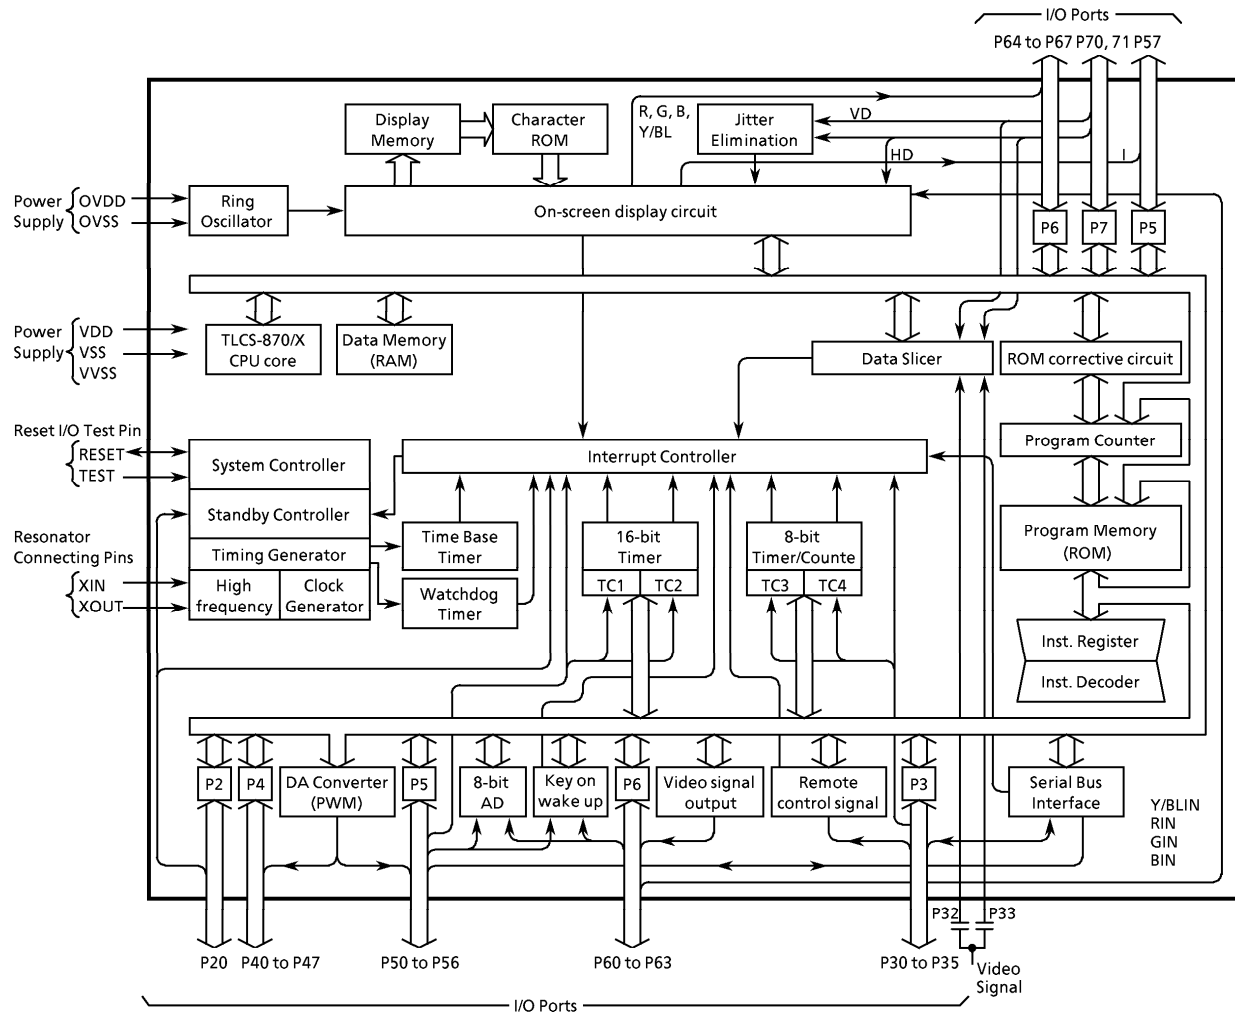 I/O Ports
P64 to P67 P70, 71 P57
R, G, B,
Y/BL
VD
HD
I
Display
Memory
Character
ROM
Jitter
Elimination
Power
Supply
OVDD
OVSS
Ring
Oscillator
On-screen display circuit
P6
P7
P5
Power
Supply
VDD
VSS
VVSS
TLCS-870/X
CPU core
Data Memory
(RAM)
Data Slicer
ROM corrective circuit
Reset I/O Test Pin
RESET
TEST
System Controller
Interrupt Controller
Program Counter
Standby Controller
Resonator
Connecting Pins
XIN
XOUT
Timing Generator
High
frequency
Clock
Generator
Time Base
Timer
Watchdog
Timer
16-bit
Timer
TC1
TC2
8-bit
Timer/Counte
TC3
TC4
Program Memory
(ROM)
Inst. Register
Inst. Decoder
P2
P4
DA Converter
(PWM)
P5
8-bit
AD
Key on
wake up
P6
Video signal
output
Remote
control signal
P3
Serial Bus
Interface
Y/BLIN
RIN
GIN
BIN
P32
P33
P20
P40 to P47
P50 to P56
P60 to P63
P30 to P35
Video
Signal
I/O Ports